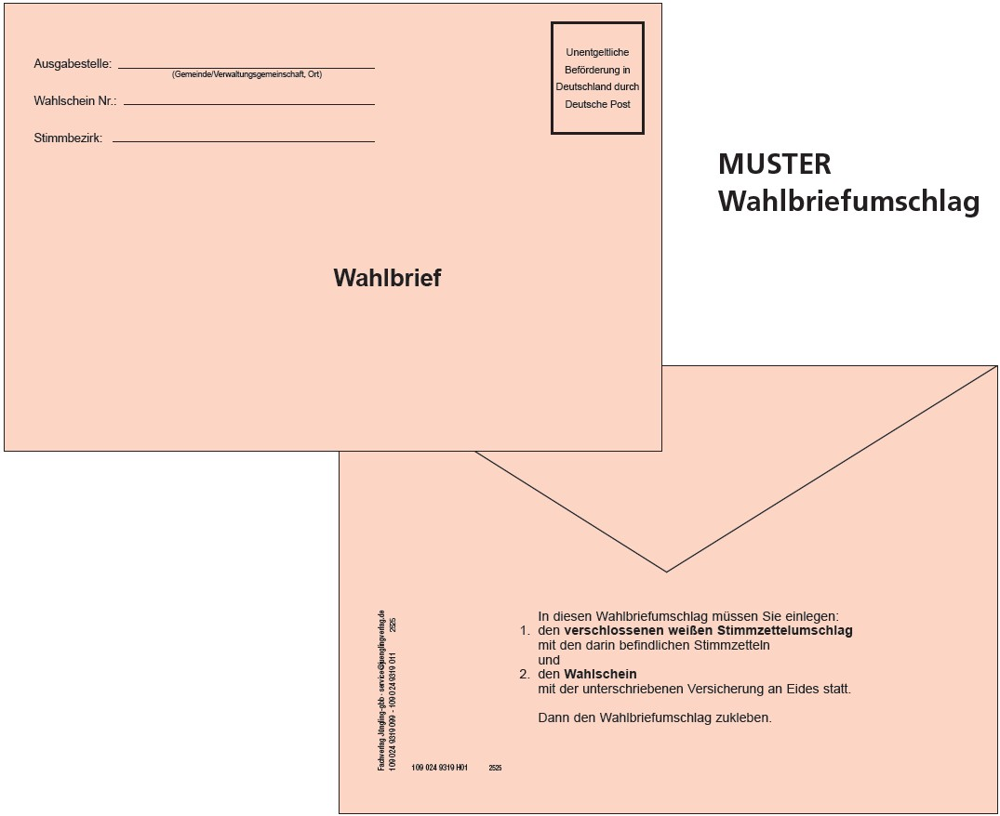 Ausgabestelle:
(Gemeinde/Verwaltungsgemeinschaft, Ort)
Wahlschein Nr.:
Stimmbezirk:
Unentgeltliche
Beförderung in
Deutschland durch
Deutsche Post
MUSTER
Wahlbriefumschlag
Wahlbrief
In diesen Wahlbriefumschlag müssen Sie einlegen:
1. den verschlossenen weißen Stimmzettelumschlag
mit den darin befindlichen Stimmzetteln
und
2. den Wahlschein
mit der unterschriebenen Versicherung an Eides statt.
Dann den Wahlbriefumschlag zukleben.
Fachverlag Jüngling-gbb · service@juenglingverlag.de
109 024 9319 099 - 109 024 9319 011 2525
109 024 9319 H01 2525